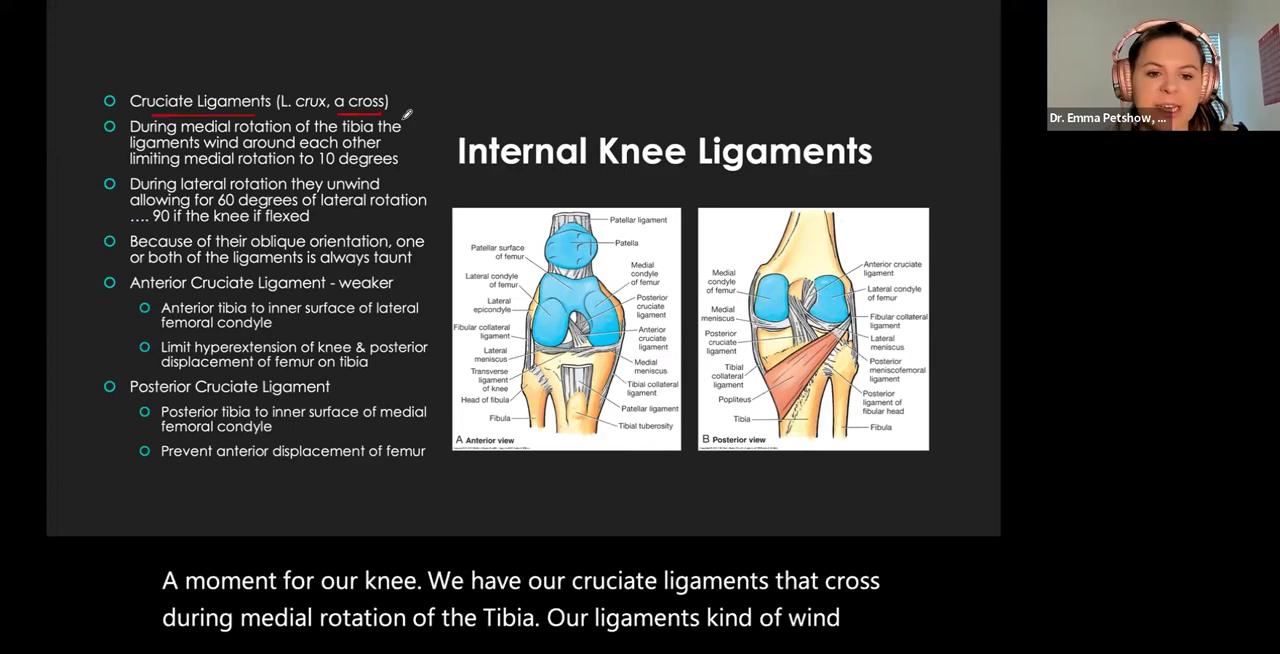 Cruciate Ligaments (L. crux, a cross)
During medial rotation of the tibia the
ligaments wind around each other
limiting medial rotation to 10 degrees
During lateral rotation they unwind
allowing for 60 degrees of lateral rotation
.... 90 if the knee if flexed
Because of their oblique orientation, one
or both of the ligaments is always taunt
Anterior Cruciate Ligament - weaker
Anterior tibia to inner surface of lateral
femoral condyle
Limit hyperextension of knee & posterior
displacement of femur on tibia
Posterior Cruciate Ligament
Posterior tibia to inner surface of medial
femoral condyle
Prevent anterior displacement of femur
Internal Knee Ligaments
Patellar ligament
Patella
Patellar surface
of femur
Medial
condyle
of femur
Lateral condyle
of femur
Posterior
cruciate
ligament
Lateral
epicondyle
Fibular collateral
ligament
Anterior
cruciate
ligament
Lateral
meniscus
Medial
meniscus
Transverse
ligament
of knee
Tibial collateral
ligament
Head of fibula
Patellar ligament
Fibula
Tibial tuberosity
A Anterior view
Anterior cruciate
ligament
Medial
condyle
of femur
Lateral condyle
of femur
Medial
meniscus
Fibular collateral
ligament
Posterior
cruciate
ligament
Lateral
meniscus
Tibial
collateral
ligament
Posterior
meniscofemoral
ligament
Popliteus
Posterior
ligament of
fibular head
Tibia
Fibula
B Posterior view
Dr. Emma Petshow, ...
A moment for our knee. We have our cruciate ligaments that cross
during medial rotation of the Tibia. Our ligaments kind of wind